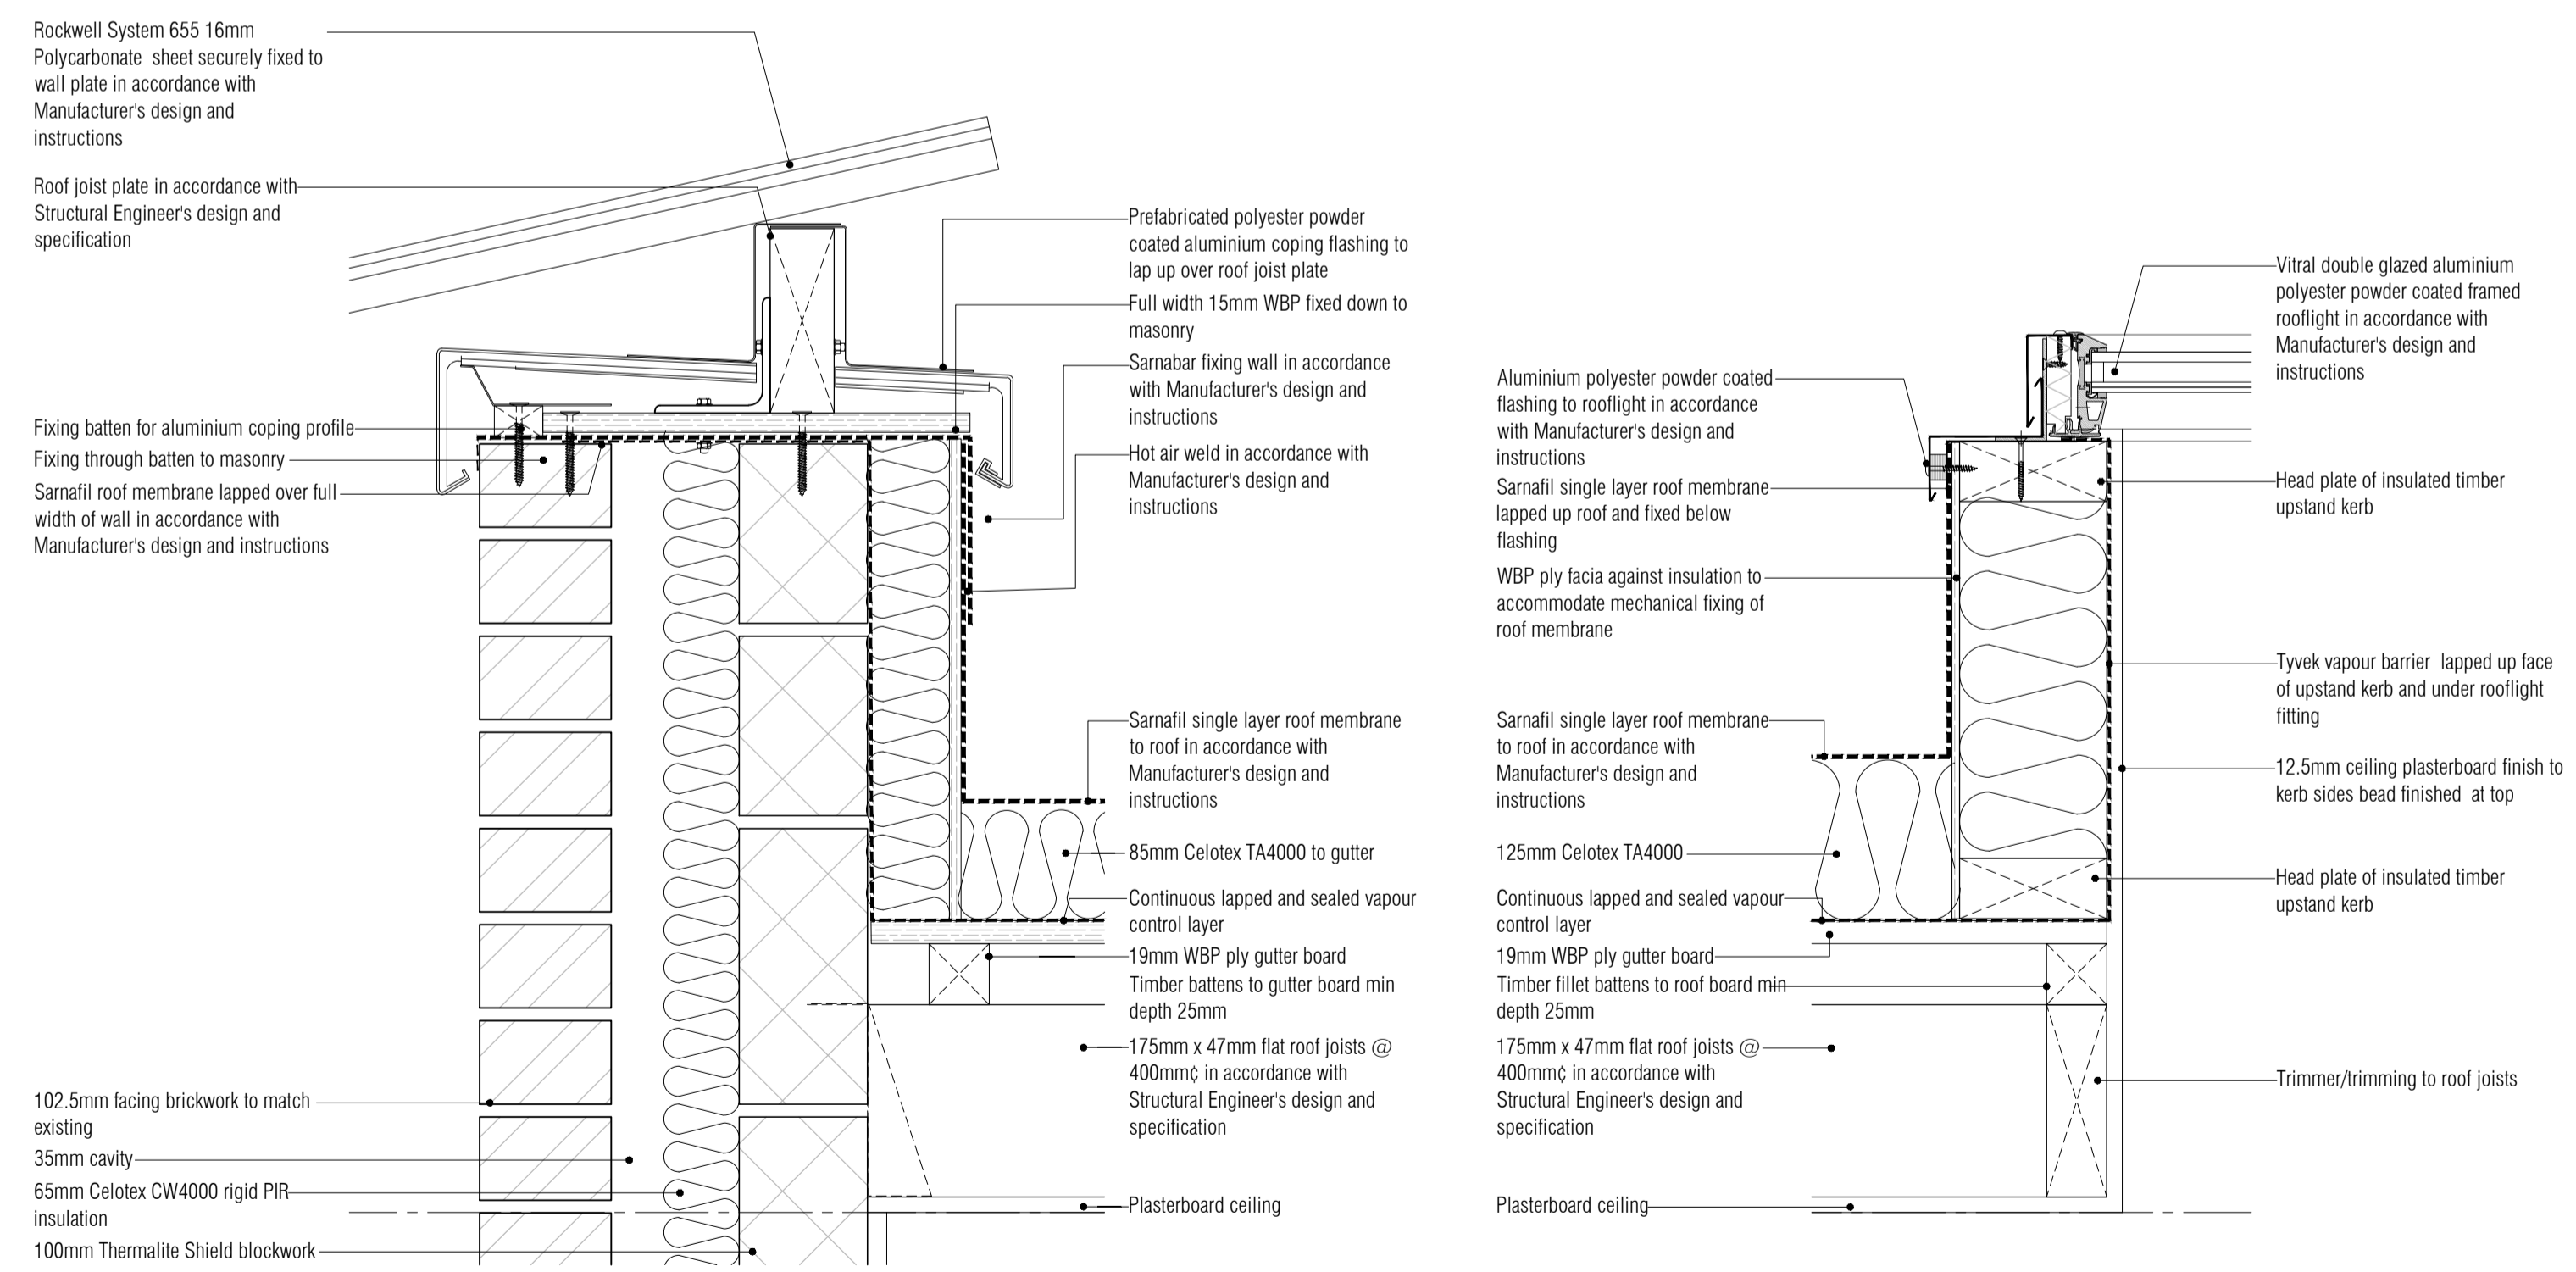 Rockwell System 655 16mm
Polycarbonate sheet securely fixed to
wall plate in accordance with
Manufacturer's design and
instructions
Roof joist plate in accordance with
Structural Engineer's design and
specification
Fixing batten for aluminium coping profile
Fixing through batten to masonry
Sarnafil roof membrane lapped over full
width of wall in accordance with
Manufacturer's design and instructions
102.5mm facing brickwork to match
existing
35mm cavity
65mm Celotex CW4000 rigid PIR
insulation
100mm Thermalite Shield blockwork
Prefabricated polyester powder
coated aluminium coping flashing to
lap up over roof joist plate
Full width 15mm WBP fixed down to
masonry
Sarnabar fixing wall in accordance
with Manufacturer's design and
instructions
Hot air weld in accordance with
Manufacturer's design and
instructions
Sarnafil single layer roof membrane
to roof in accordance with
Manufacturer's design and
instructions
85mm Celotex TA4000 to gutter
Continuous lapped and sealed vapour
control layer
19mm WBP ply gutter board
Timber battens to gutter board min
depth 25mm
175mm x 47mm flat roof joists @
400mm¢ in accordance with
Structural Engineer's design and
specification
Plasterboard ceiling
Aluminium polyester powder coated
flashing to rooflight in accordance
with Manufacturer's design and
instructions
Sarnafil single layer roof membrane
lapped up roof and fixed below
flashing
WBP ply facia against insulation to
accommodate mechanical fixing of
roof membrane
Sarnafil single layer roof membrane
to roof in accordance with
Manufacturer's design and
instructions
125mm Celotex TA4000
Continuous lapped and sealed vapour
control layer
19mm WBP ply gutter board
Timber fillet battens to roof board min
depth 25mm
175mm x 47mm flat roof joists @
400mm¢ in accordance with
Structural Engineer's design and
specification
Plasterboard ceiling
Vitral double glazed aluminium
polyester powder coated framed
rooflight in accordance with
Manufacturer's design and
instructions
Head plate of insulated timber
upstand kerb
Tyvek vapour barrier lapped up face
of upstand kerb and under rooflight
fitting
12.5mm ceiling plasterboard finish to
kerb sides bead finished at top
Head plate of insulated timber
upstand kerb
Trimmer/trimming to roof joists